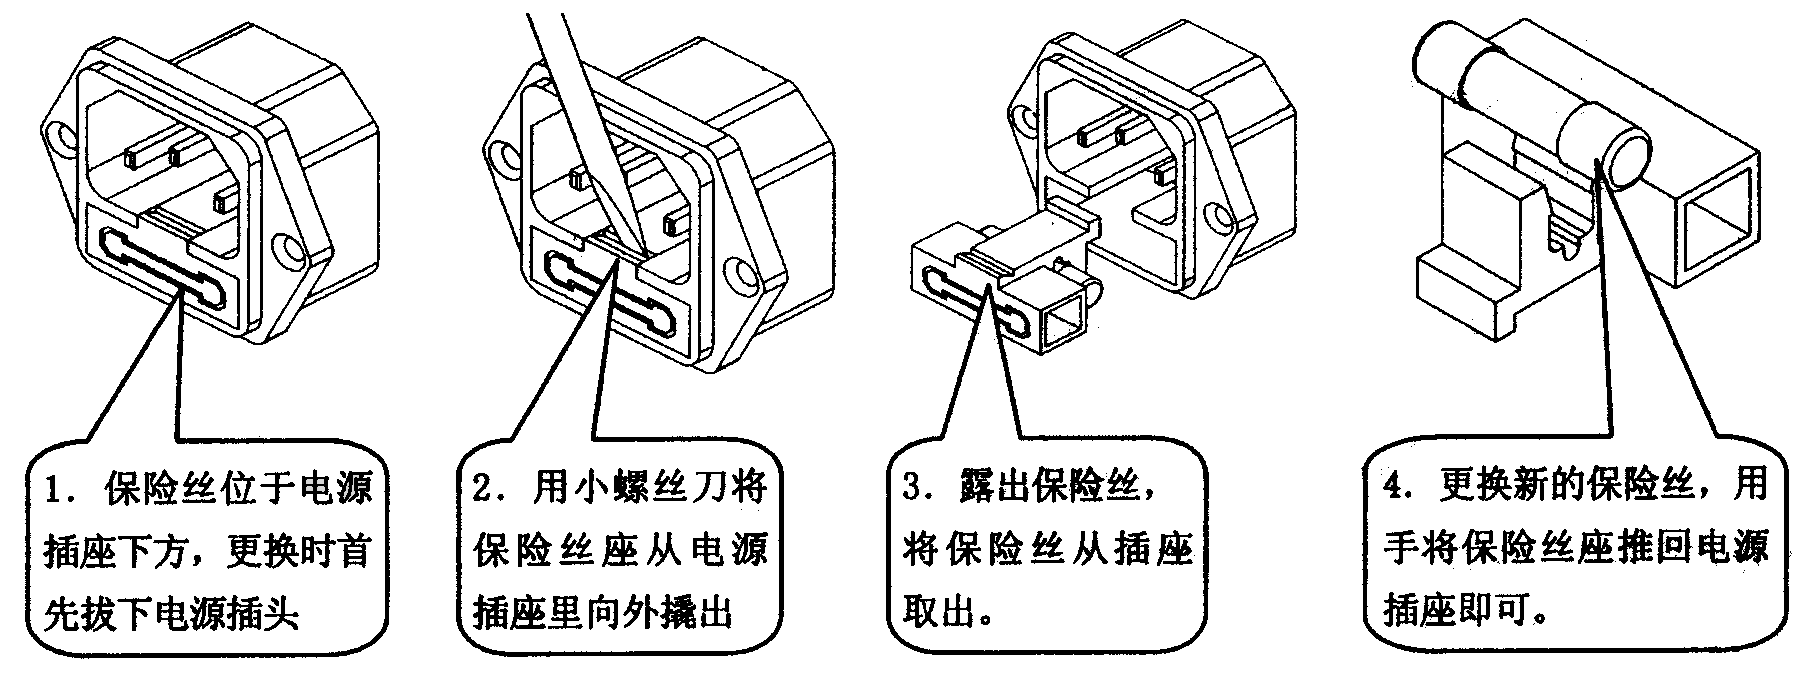 1. 保险丝位于电源
插座下方，更换时首
先拔下电源插头
2. 用小螺丝刀将
保险丝座从电源
插座里向外撬出
3. 露出保险丝，
将保险丝从插座
取出。
4. 更换新的保险丝，用
手将保险丝座推回电源
插座即可。